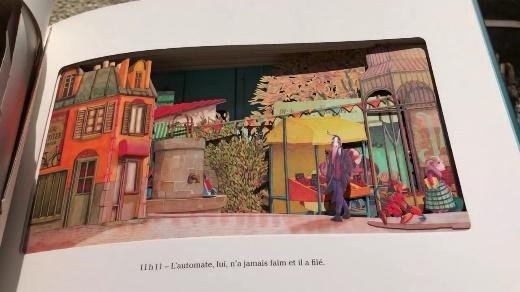 11 h 11 – L'automate, lui, n'a jamais faim et il a filé.